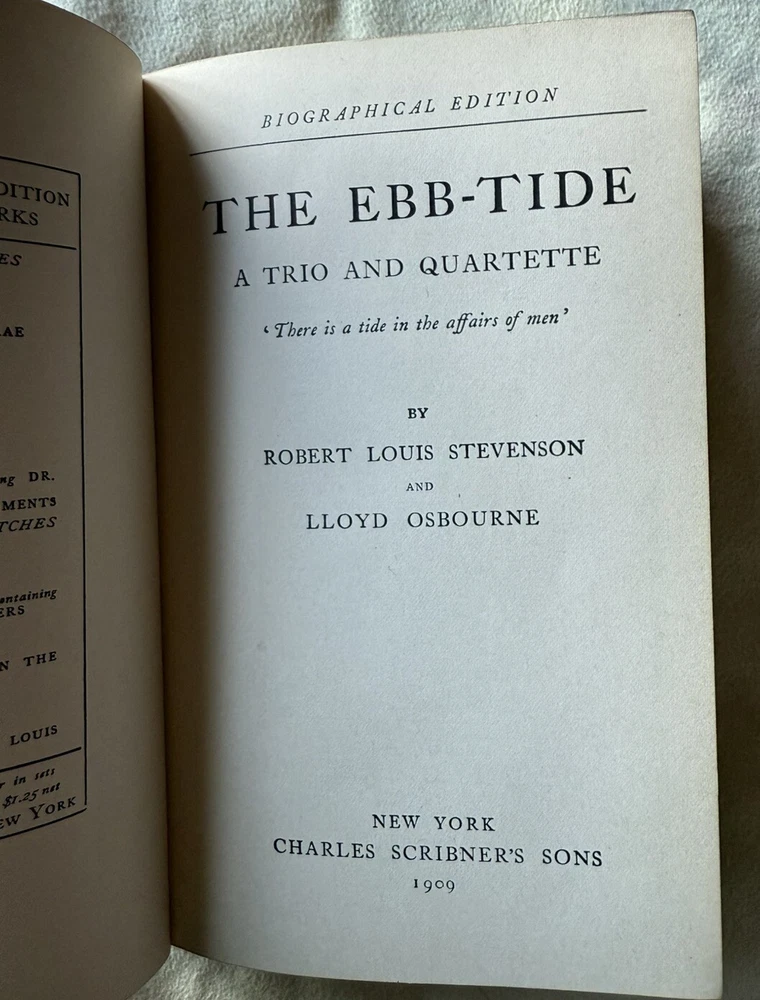 DITION
RKS
ES
AE
ng DR.
MENTS
TCHES
ontaining
ERS
N THE
LOUIS
r in sets
$1.25 net
EW YORK
BIOGRAPHICAL EDITION
THE EBB-TIDE
A TRIO AND QUARTETTE
‘There is a tide in the affairs of men’
BY
ROBERT LOUIS STEVENSON
AND
LLOYD OSBOURNE
NEW YORK
CHARLES SCRIBNER'S SONS
1909